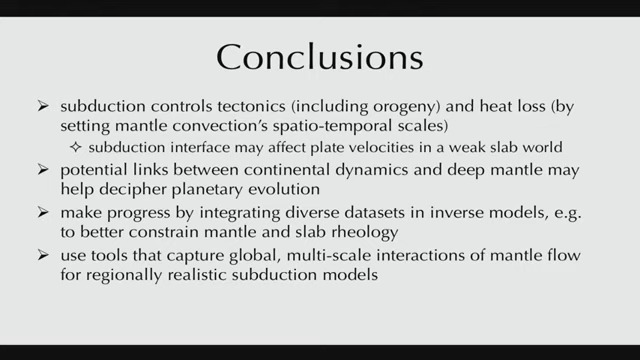 Conclusions
➢ subduction controls tectonics (including orogeny) and heat loss (by
setting mantle convection's spatio-temporal scales)
✧ subduction interface may affect plate velocities in a weak slab world
➢ potential links between continental dynamics and deep mantle may
help decipher planetary evolution
➢ make progress by integrating diverse datasets in inverse models, e.g.
to better constrain mantle and slab rheology
➢ use tools that capture global, multi-scale interactions of mantle flow
for regionally realistic subduction models